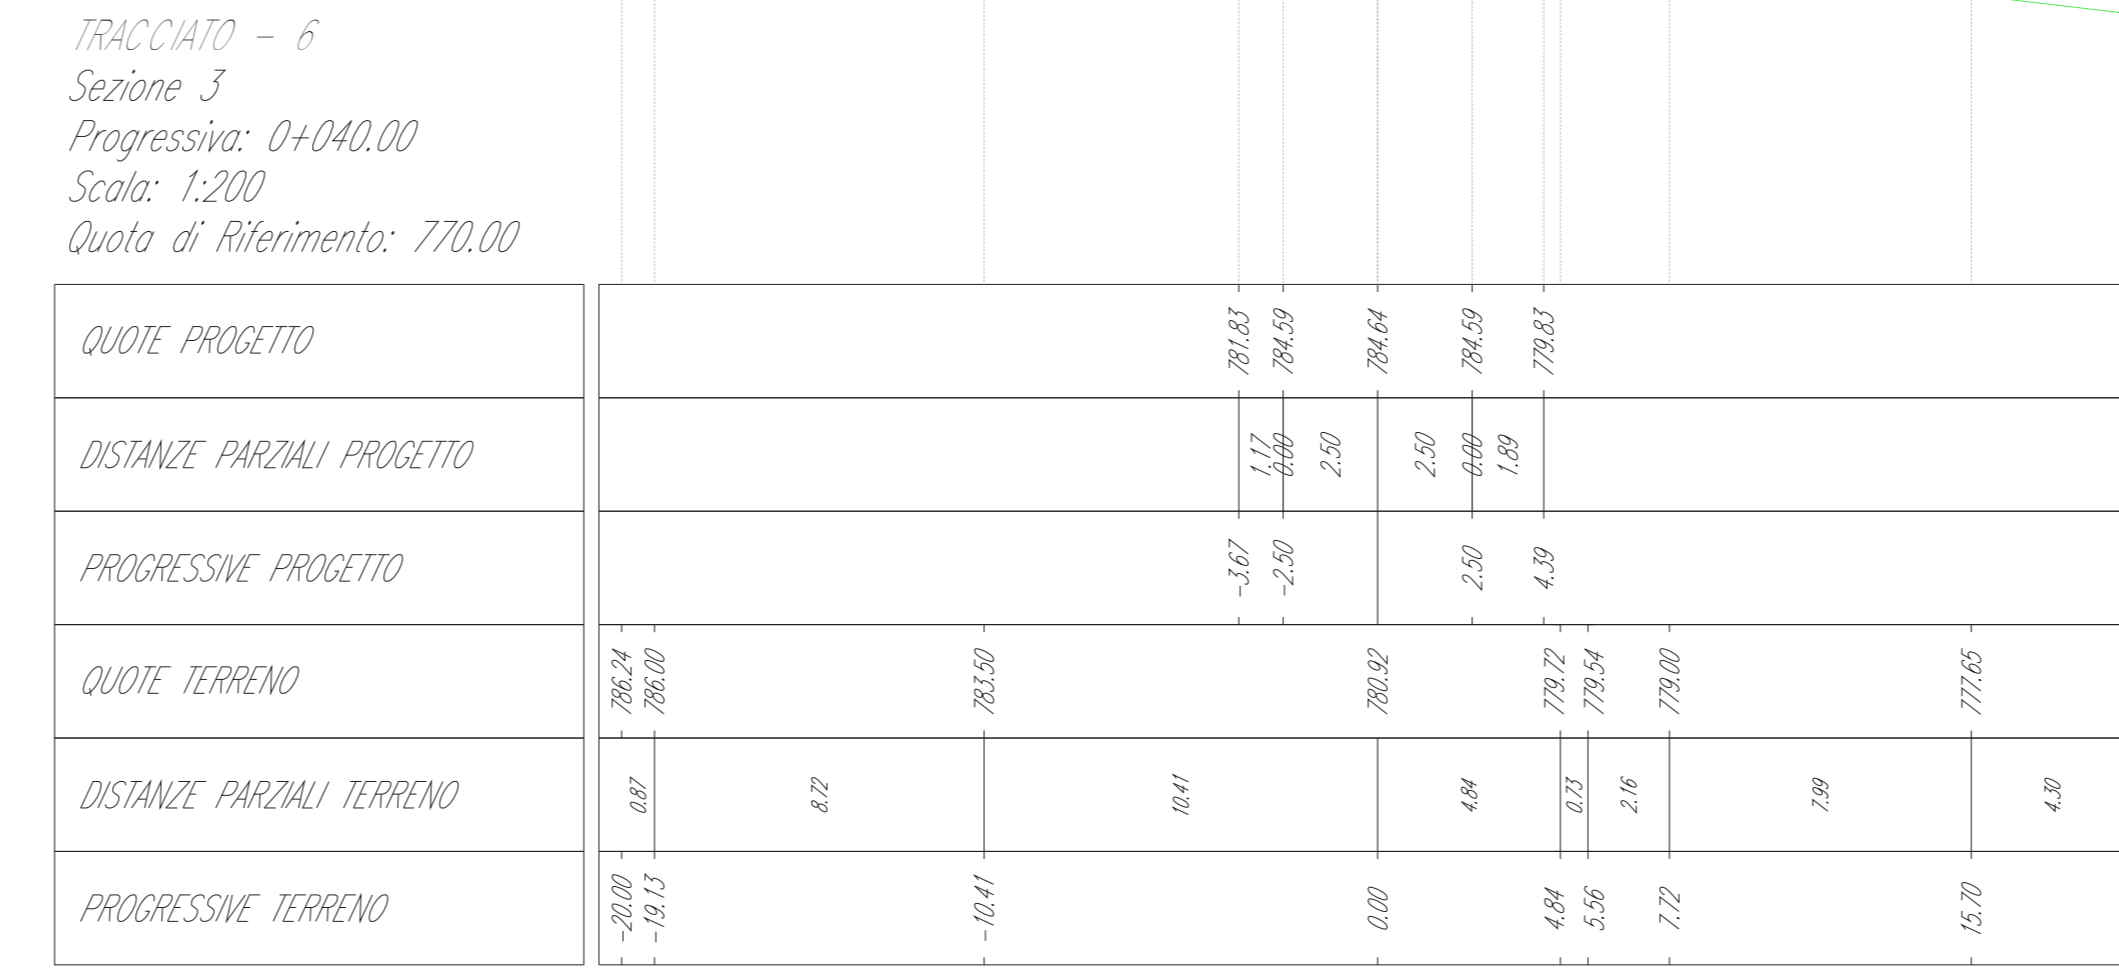 TRACCIATO - 6
Sezione 3
Progressiva: 0+040.00
Scala: 1:200
Quota di Riferimento: 770.00
QUOTE PROGETTO 781.83 784.59 784.64 784.59 779.83
DISTANZE PARZIALI PROGETTO 1.17 0.00 2.50 2.50 0.00 1.89
PROGRESSIVE PROGETTO -3.67 -2.50 2.50 4.39
QUOTE TERRENO 786.24 786.00 783.50 780.92 779.72 779.54 779.00 777.65
DISTANZE PARZIALI TERRENO 0.87 8.72 10.41 4.84 0.73 2.16 7.99 4.30
PROGRESSIVE TERRENO -20.00 -19.13 -10.41 0.00 4.84 5.56 7.72 15.70